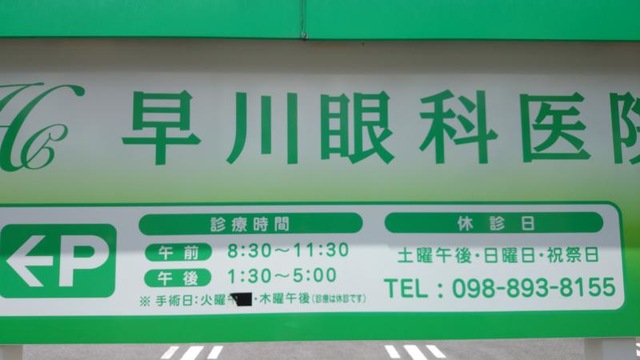 早川眼科医院
診療時間
午前 8:30～11:30
午後 1:30～5:00
※ 手術日:火曜午・木曜午後(診療は休診です)
休診日
土曜午後・日曜日・祝祭日
TEL : 098-893-8155
P